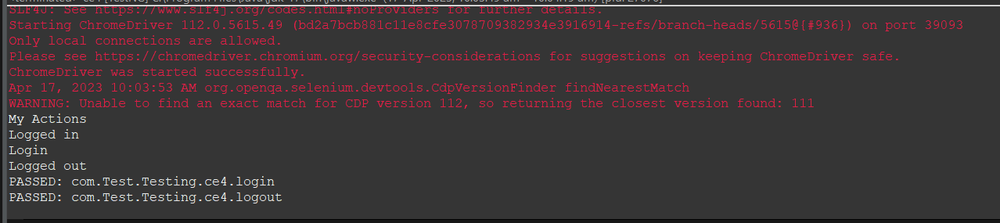 SLF4J: See https://www.slf4j.org/codes.html#noProviders for further details.
Starting ChromeDriver 112.0.5615.49 (bd2a7bcb881c11e8cfe3078709382934e3916914-refs/branch-heads/5615@{#936}) on port 39093
Only local connections are allowed.
Please see https://chromedriver.chromium.org/security-considerations for suggestions on keeping ChromeDriver safe.
ChromeDriver was started successfully.
Apr 17, 2023 10:03:53 AM org.openqa.selenium.devtools.CdpVersionFinder findNearestMatch
WARNING: Unable to find an exact match for CDP version 112, so returning the closest version found: 111
My Actions
Logged in
Login
Logged out
PASSED: com.Test.Testing.ce4.login
PASSED: com.Test.Testing.ce4.logout